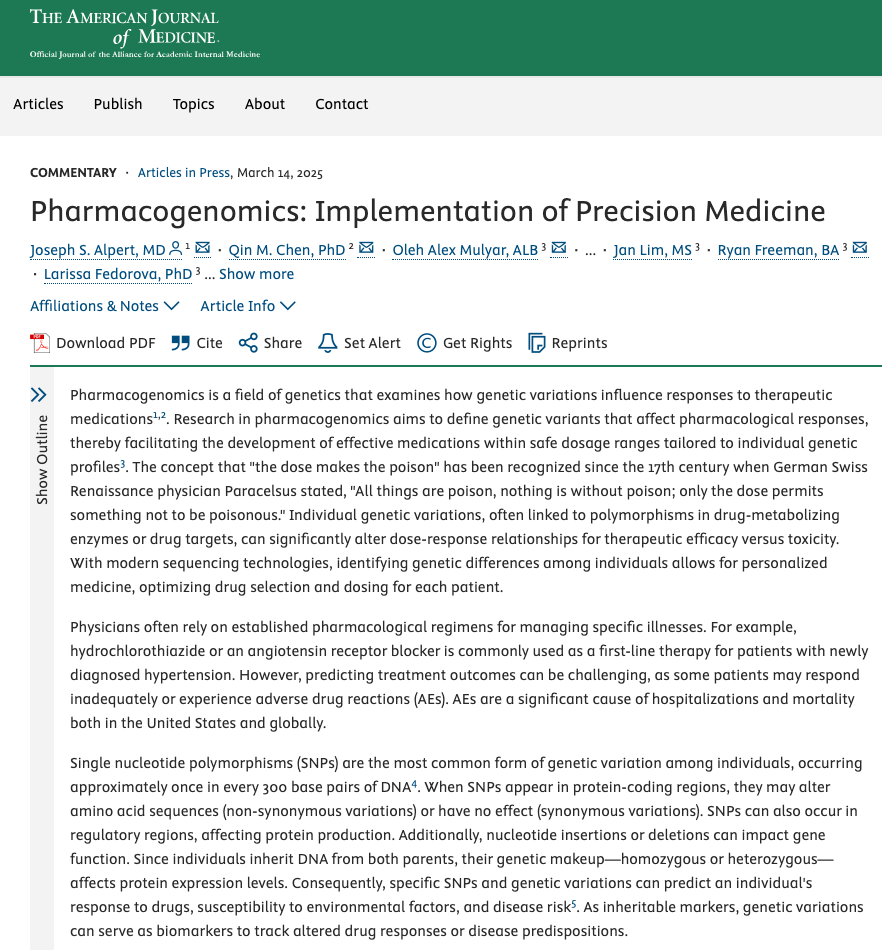 THE AMERICAN JOURNAL
of MEDICINE.
Official Journal of the Alliance for Academic Internal Medicine
Articles Publish Topics About Contact
COMMENTARY · Articles in Press, March 14, 2025
Pharmacogenomics: Implementation of Precision Medicine
Joseph S. Alpert, MD 1 · Qin M. Chen, PhD 2 · Oleh Alex Mulyar, ALB 3 · ... · Jan Lim, MS 3 · Ryan Freeman, BA 3
· Larissa Fedorova, PhD 3 ... Show more
Affiliations & Notes Article Info
Download PDF Cite Share Set Alert Get Rights Reprints
Show Outline
Pharmacogenomics is a field of genetics that examines how genetic variations influence responses to therapeutic
medications1,2. Research in pharmacogenomics aims to define genetic variants that affect pharmacological responses,
thereby facilitating the development of effective medications within safe dosage ranges tailored to individual genetic
profiles3. The concept that "the dose makes the poison" has been recognized since the 17th century when German Swiss
Renaissance physician Paracelsus stated, "All things are poison, nothing is without poison; only the dose permits
something not to be poisonous." Individual genetic variations, often linked to polymorphisms in drug-metabolizing
enzymes or drug targets, can significantly alter dose-response relationships for therapeutic efficacy versus toxicity.
With modern sequencing technologies, identifying genetic differences among individuals allows for personalized
medicine, optimizing drug selection and dosing for each patient.
Physicians often rely on established pharmacological regimens for managing specific illnesses. For example,
hydrochlorothiazide or an angiotensin receptor blocker is commonly used as a first-line therapy for patients with newly
diagnosed hypertension. However, predicting treatment outcomes can be challenging, as some patients may respond
inadequately or experience adverse drug reactions (AEs). AEs are a significant cause of hospitalizations and mortality
both in the United States and globally.
Single nucleotide polymorphisms (SNPs) are the most common form of genetic variation among individuals, occurring
approximately once in every 300 base pairs of DNA4. When SNPs appear in protein-coding regions, they may alter
amino acid sequences (non-synonymous variations) or have no effect (synonymous variations). SNPs can also occur in
regulatory regions, affecting protein production. Additionally, nucleotide insertions or deletions can impact gene
function. Since individuals inherit DNA from both parents, their genetic makeup—homozygous or heterozygous—
affects protein expression levels. Consequently, specific SNPs and genetic variations can predict an individual's
response to drugs, susceptibility to environmental factors, and disease risk5. As inheritable markers, genetic variations
can serve as biomarkers to track altered drug responses or disease predispositions.